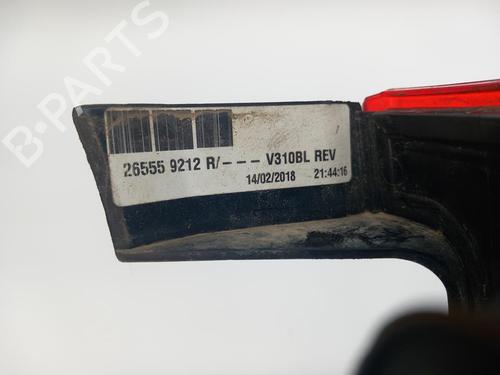 B-PARTS
26555 9212 R/--- V310BL REV
14/02/2018 21:44:16